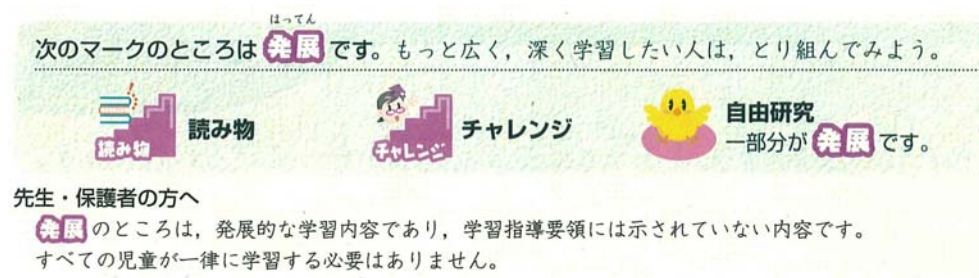 はってん
次のマークのところは 発展 です。もっと広く，深く学習したい人は，とり組んでみよう。
読み物 読み物
チャレンジ チャレンジ
自由研究
一部分が 発展 です。
先生・保護者の方へ
発展 のところは，発展的な学習内容であり，学習指導要領には示されていない内容です。
すべての児童が一律に学習する必要はありません。